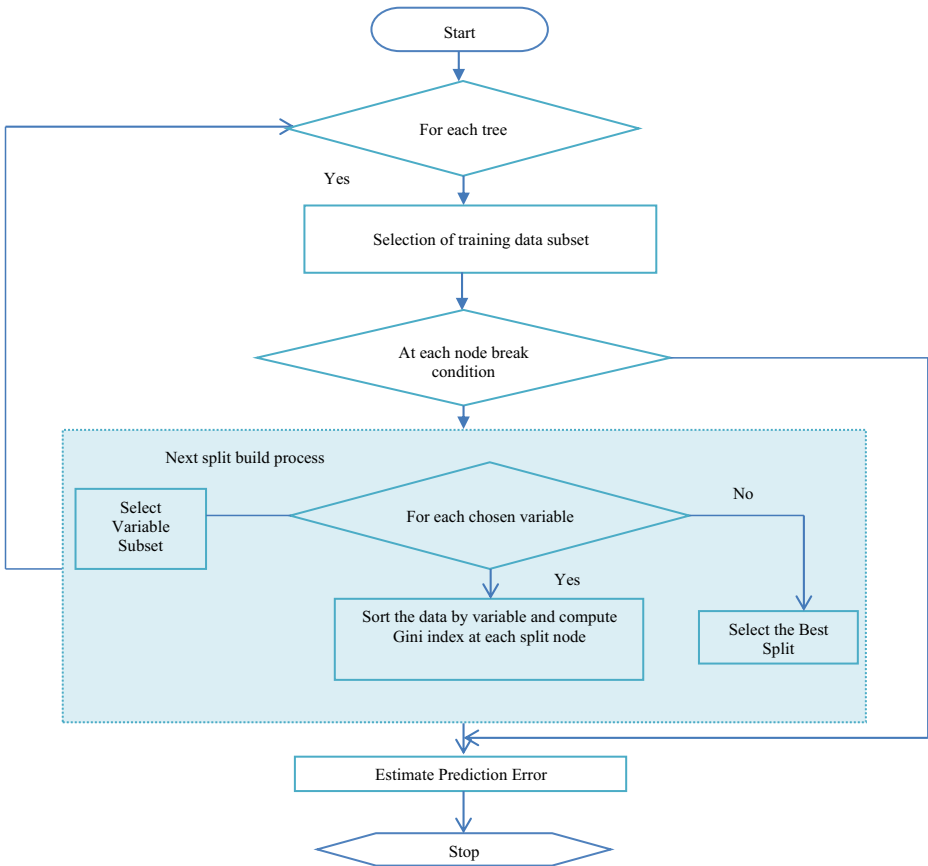 Start
For each tree
Yes
Selection of training data subset
At each node break
condition
Next split build process
Select
Variable
Subset
For each chosen variable
No
Yes
Sort the data by variable and compute
Gini index at each split node
Select the Best
Split
Estimate Prediction Error
Stop